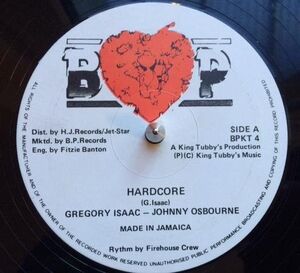 B P
Dist. by H.J. Records/Jet-Star
Mktd. by B.P. Records
Eng. by Fitzie Banton
SIDE A
BPKT 4
A King Tubby's Production
(P)(C) King Tubby's Music
HARDCORE
(G. Isaac)
GREGORY ISAAC – JOHNNY OSBOURNE
MADE IN JAMAICA
Rythm by Firehouse Crew
ALL RIGHTS OF THE MANUFACTURER AND OF THE OWNER OF THE RECORDED WORK RESERVED UNAUTHORISED PUBLIC PERFORMANCE BROADCASTING AND COPYING OF THIS RECORD PROHIBITED